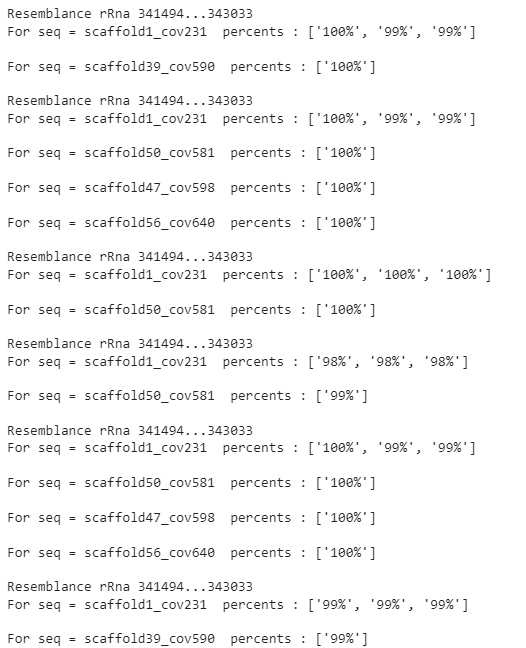 Resemblance rRna 341494...343033
For seq = scaffold1_cov231  percents : ['100%', '99%', '99%']
For seq = scaffold39_cov590  percents : ['100%']
Resemblance rRna 341494...343033
For seq = scaffold1_cov231  percents : ['100%', '99%', '99%']
For seq = scaffold50_cov581  percents : ['100%']
For seq = scaffold47_cov598  percents : ['100%']
For seq = scaffold56_cov640  percents : ['100%']
Resemblance rRna 341494...343033
For seq = scaffold1_cov231  percents : ['100%', '100%', '100%']
For seq = scaffold50_cov581  percents : ['100%']
Resemblance rRna 341494...343033
For seq = scaffold1_cov231  percents : ['98%', '98%', '98%']
For seq = scaffold50_cov581  percents : ['99%']
Resemblance rRna 341494...343033
For seq = scaffold1_cov231  percents : ['100%', '99%', '99%']
For seq = scaffold50_cov581  percents : ['100%']
For seq = scaffold47_cov598  percents : ['100%']
For seq = scaffold56_cov640  percents : ['100%']
Resemblance rRna 341494...343033
For seq = scaffold1_cov231  percents : ['99%', '99%', '99%']
For seq = scaffold39_cov590  percents : ['99%']